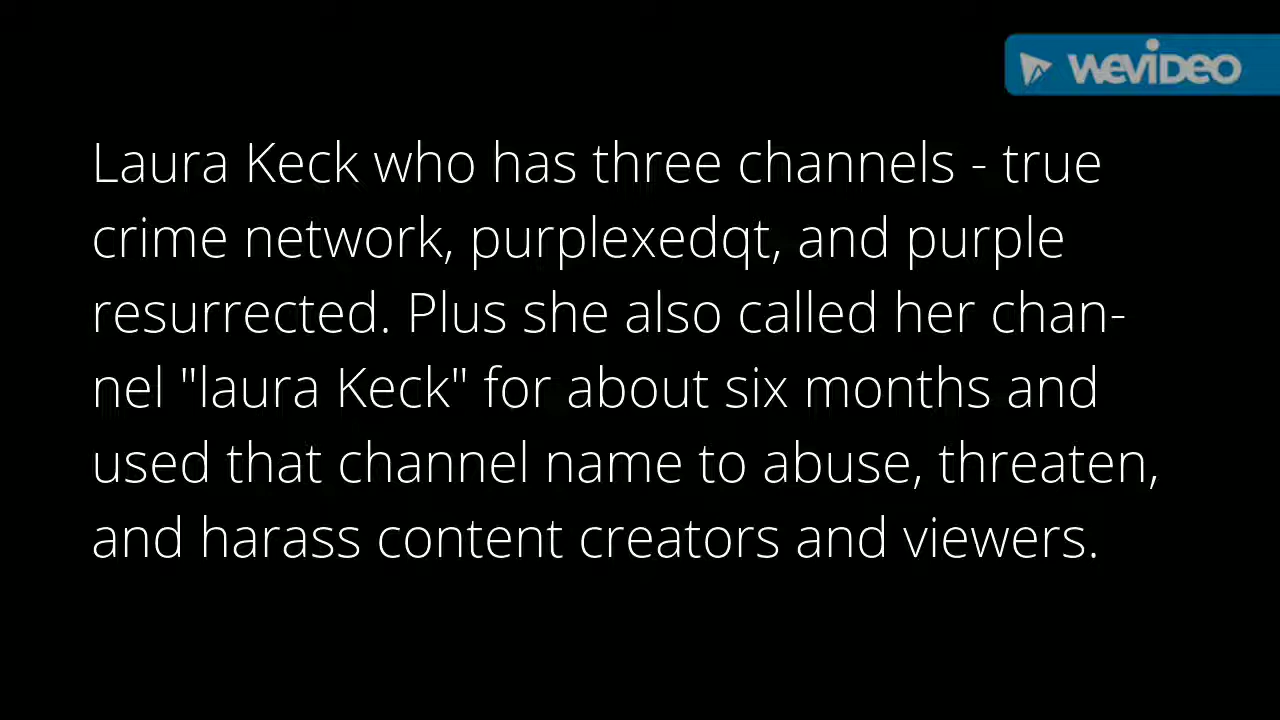 WEVIDEO
Laura Keck who has three channels - true
crime network, purplexedqt, and purple
resurrected. Plus she also called her chan-
nel "laura Keck" for about six months and
used that channel name to abuse, threaten,
and harass content creators and viewers.